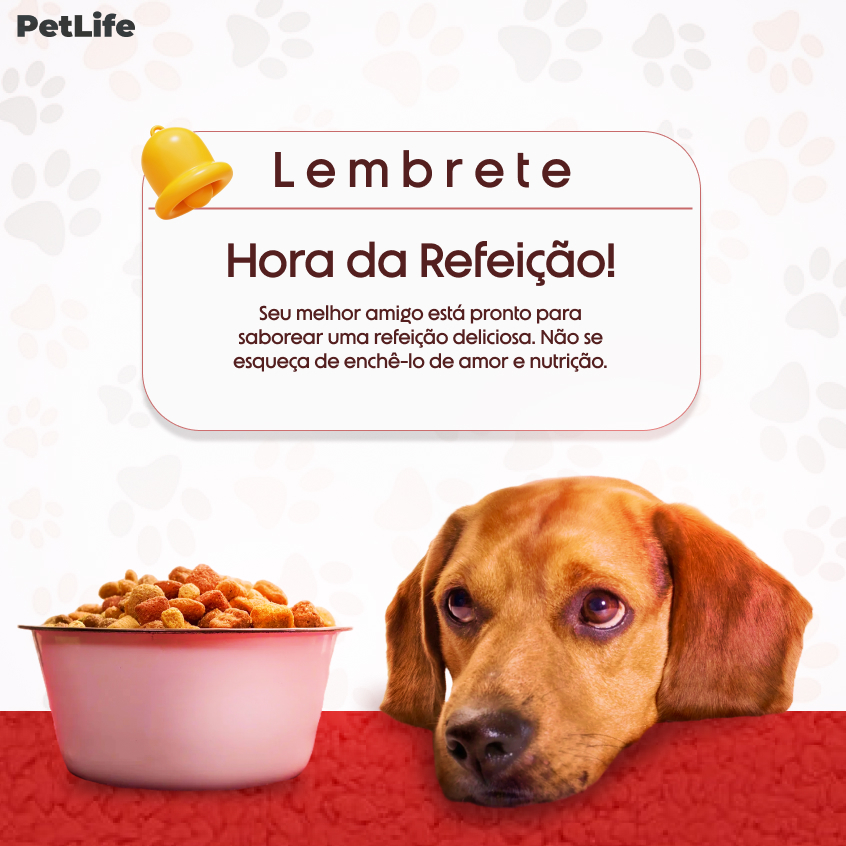 PetLife
Lembrete
Hora da Refeição!
Seu melhor amigo está pronto para
saborear uma refeição deliciosa. Não se
esqueça de enchê-lo de amor e nutrição.